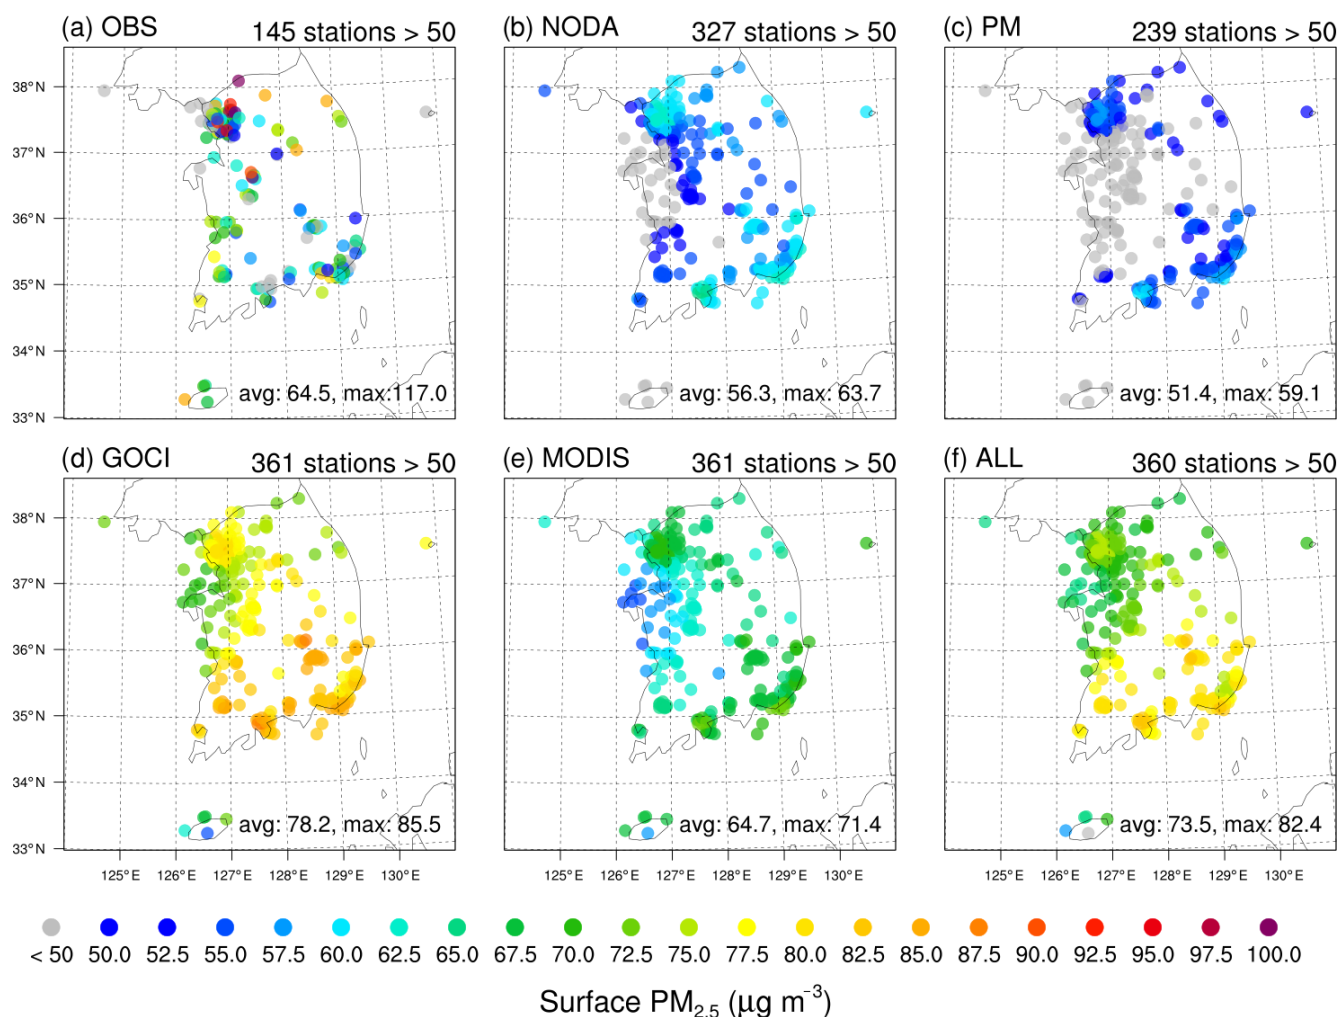 (a) OBS 145 stations > 50
(b) NODA 327 stations > 50
(c) PM 239 stations > 50
38°N
37°N
36°N
35°N
34°N
33°N
avg: 64.5, max:117.0
avg: 56.3, max: 63.7
avg: 51.4, max: 59.1
(d) GOCI 361 stations > 50
(e) MODIS 361 stations > 50
(f) ALL 360 stations > 50
38°N
37°N
36°N
35°N
34°N
33°N
avg: 78.2, max: 85.5
avg: 64.7, max: 71.4
avg: 73.5, max: 82.4
125°E 126°E 127°E 128°E 129°E 130°E
125°E 126°E 127°E 128°E 129°E 130°E
125°E 126°E 127°E 128°E 129°E 130°E
< 50 50.0 52.5 55.0 57.5 60.0 62.5 65.0 67.5 70.0 72.5 75.0 77.5 80.0 82.5 85.0 87.5 90.0 92.5 95.0 97.5 100.0
Surface PM₂.₅ (μg m⁻³)